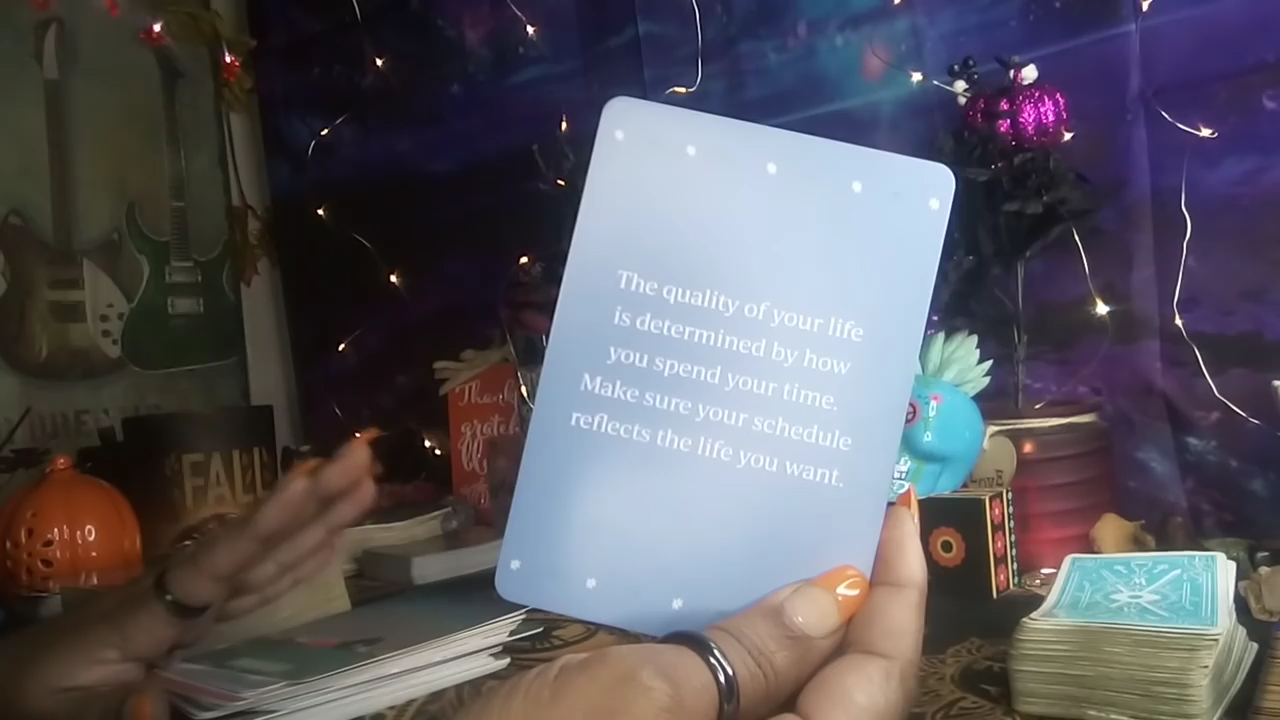 The quality of your life
is determined by how
you spend your time.
Make sure your schedule
reflects the life you want.
FALL